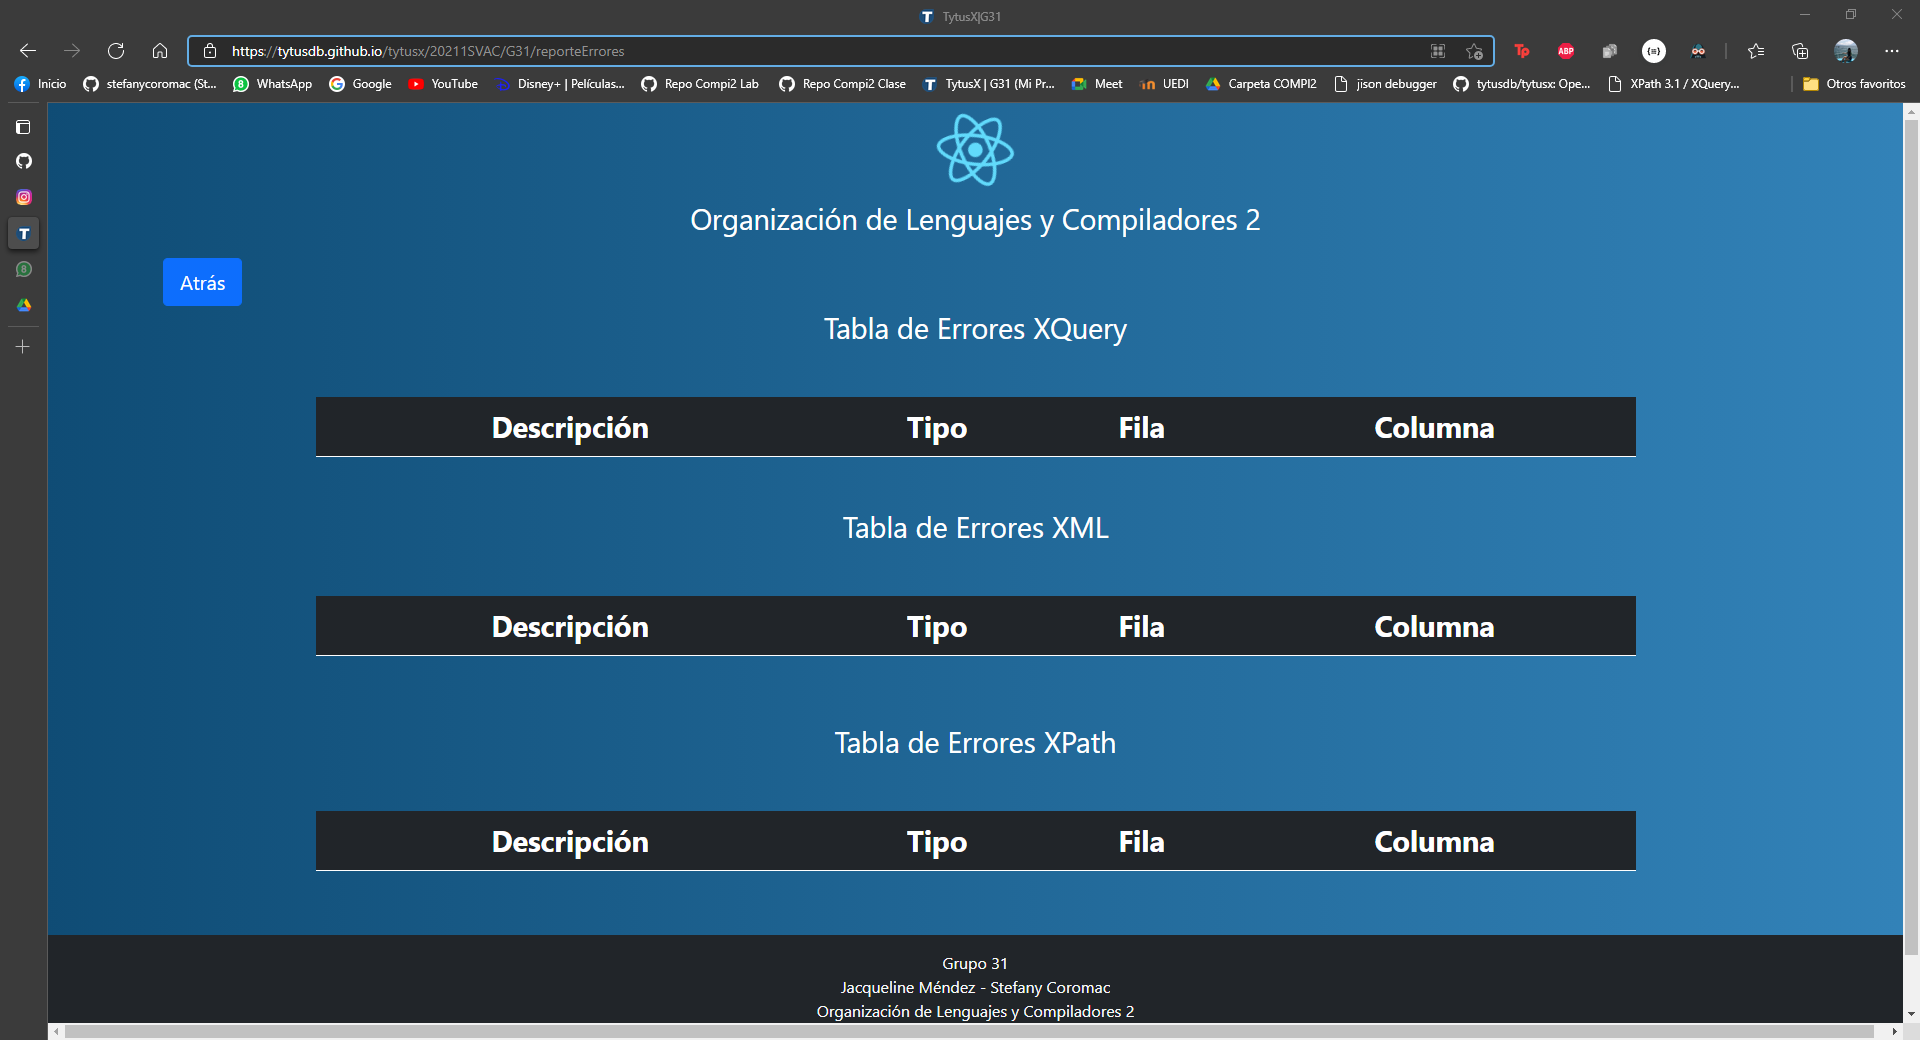 TytusX|G31
https://tytusdb.github.io/tytusx/20211SVAC/G31/reporteErrores
ABP
Inicio
stefanycoromac (St...
WhatsApp
Google
YouTube
Disney+ | Películas...
Repo Compi2 Lab
Repo Compi2 Clase
TytusX | G31 (Mi Pr...
Meet
UEDI
Carpeta COMPI2
jison debugger
tytusdb/tytusx: Ope...
XPath 3.1 / XQuery...
Otros favoritos
Organización de Lenguajes y Compiladores 2
Atrás
Tabla de Errores XQuery
Descripción Tipo Fila Columna
Tabla de Errores XML
Descripción Tipo Fila Columna
Tabla de Errores XPath
Descripción Tipo Fila Columna
Grupo 31
Jacqueline Méndez - Stefany Coromac
Organización de Lenguajes y Compiladores 2